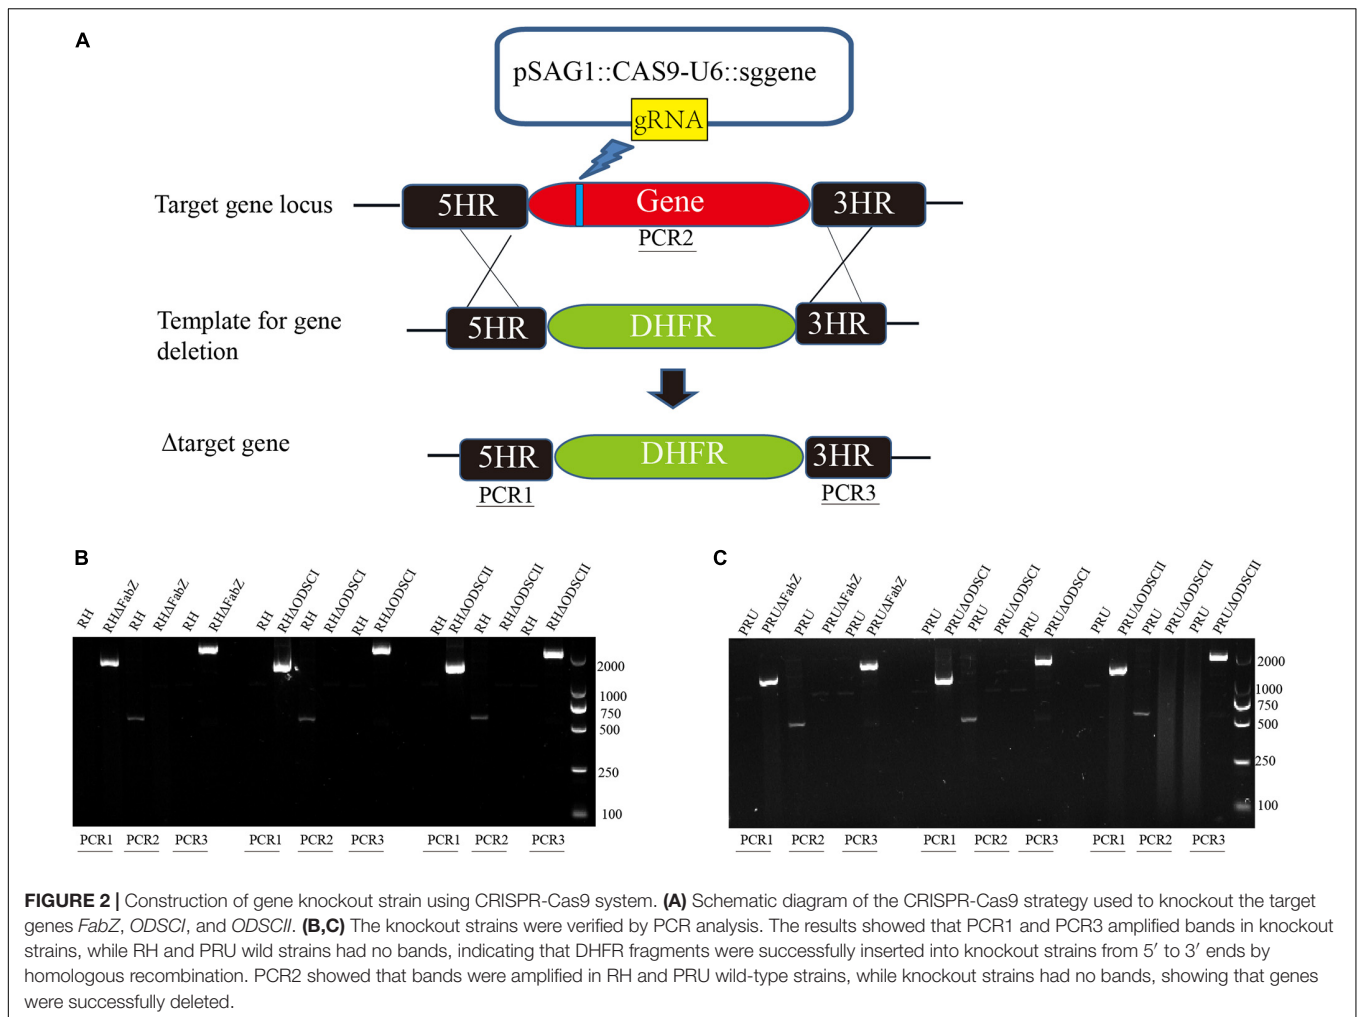 A
pSAG1::CAS9-U6::sggene
gRNA
Target gene locus
5HR
Gene
3HR
PCR2
Template for gene
deletion
5HR
DHFR
3HR
Δtarget gene
5HR
DHFR
3HR
PCR1
PCR3
B
RH
RHΔFabZ
RH
RHΔFabZ
RH
RHΔFabZ
RH
RHΔODSCI
RH
RHΔODSCI
RH
RHΔODSCI
RH
RHΔODSCII
RH
RHΔODSCII
RH
RHΔODSCII
2000
1000
750
500
250
100
PCR1
PCR2
PCR3
PCR1
PCR2
PCR3
PCR1
PCR2
PCR3
C
PRU
PRUΔFabZ
PRU
PRUΔFabZ
PRU
PRUΔFabZ
PRU
PRUΔODSCI
PRU
PRUΔODSCI
PRU
PRUΔODSCI
PRU
PRUΔODSCII
PRU
PRUΔODSCII
PRU
PRUΔODSCII
2000
1000
750
500
250
100
PCR1
PCR2
PCR3
PCR1
PCR2
PCR3
PCR1
PCR2
PCR3
FIGURE 2 | Construction of gene knockout strain using CRISPR-Cas9 system. (A) Schematic diagram of the CRISPR-Cas9 strategy used to knockout the target
genes FabZ, ODSCI, and ODSCII. (B,C) The knockout strains were verified by PCR analysis. The results showed that PCR1 and PCR3 amplified bands in knockout
strains, while RH and PRU wild strains had no bands, indicating that DHFR fragments were successfully inserted into knockout strains from 5′ to 3′ ends by
homologous recombination. PCR2 showed that bands were amplified in RH and PRU wild-type strains, while knockout strains had no bands, showing that genes
were successfully deleted.